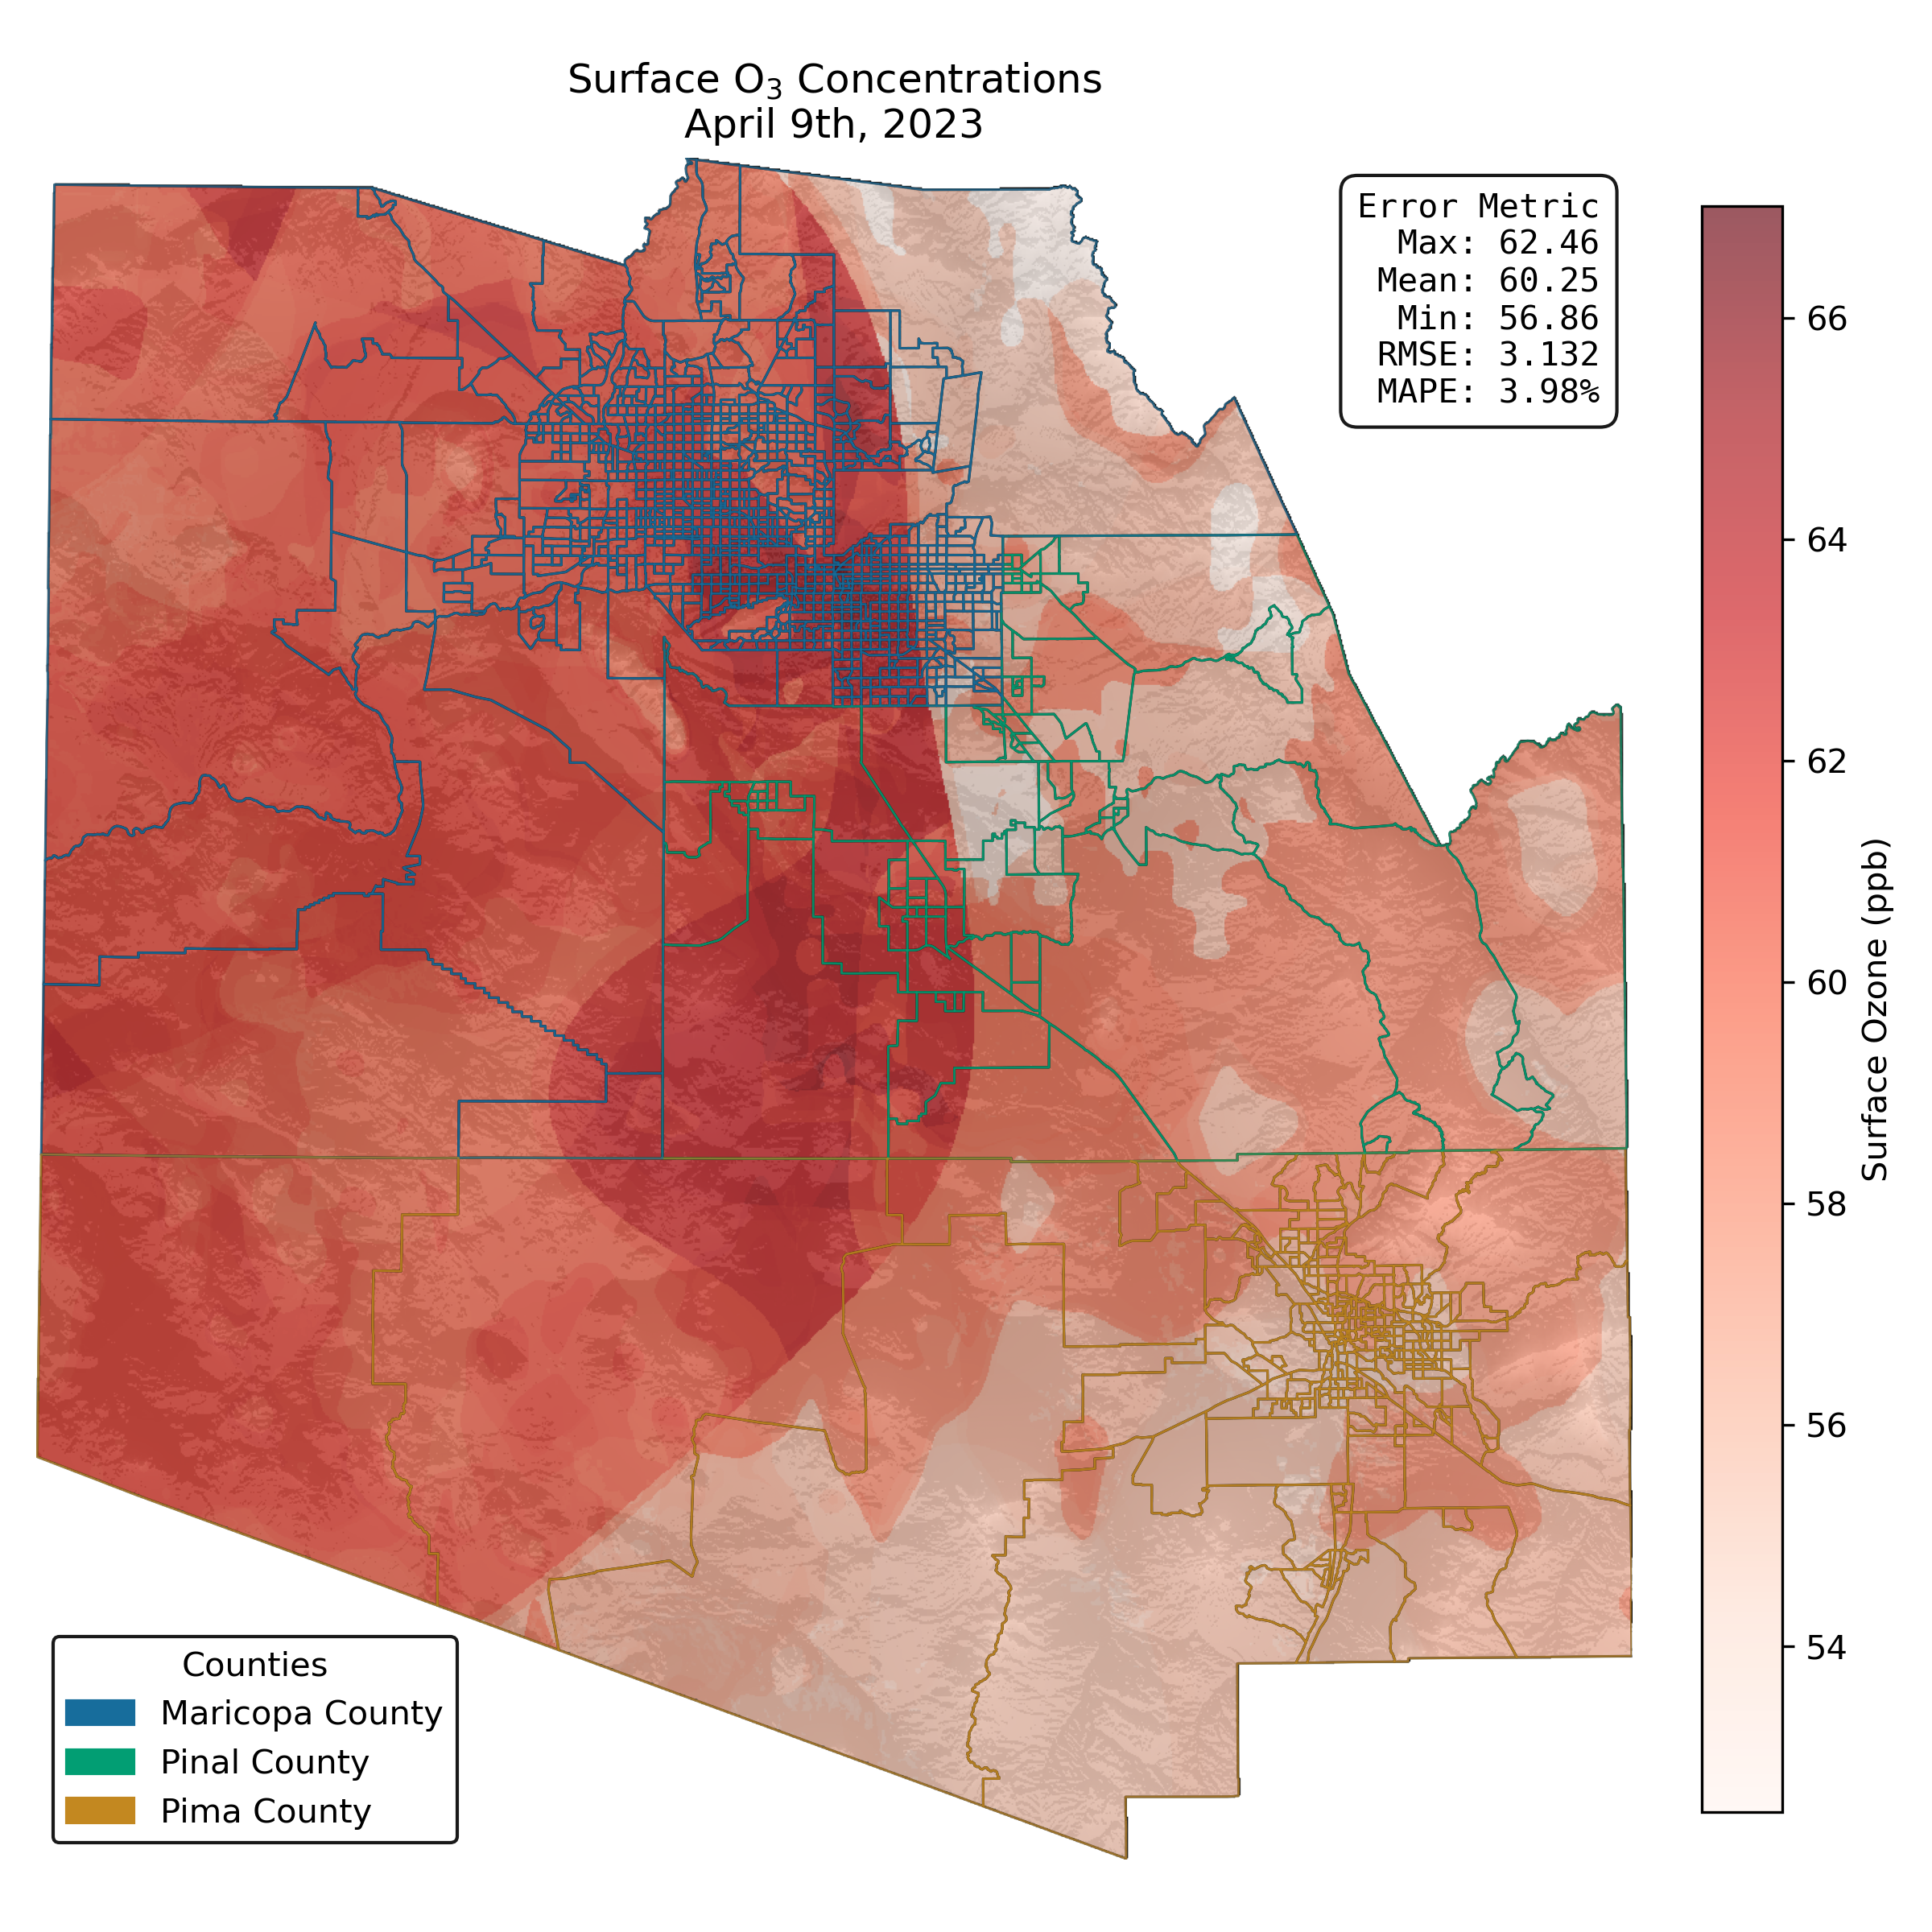 Surface O₃ Concentrations
April 9th, 2023
Error Metric
Max: 62.46
Mean: 60.25
Min: 56.86
RMSE: 3.132
MAPE: 3.98%
66
64
62
60
58
56
54
Surface Ozone (ppb)
Counties
Maricopa County
Pinal County
Pima County